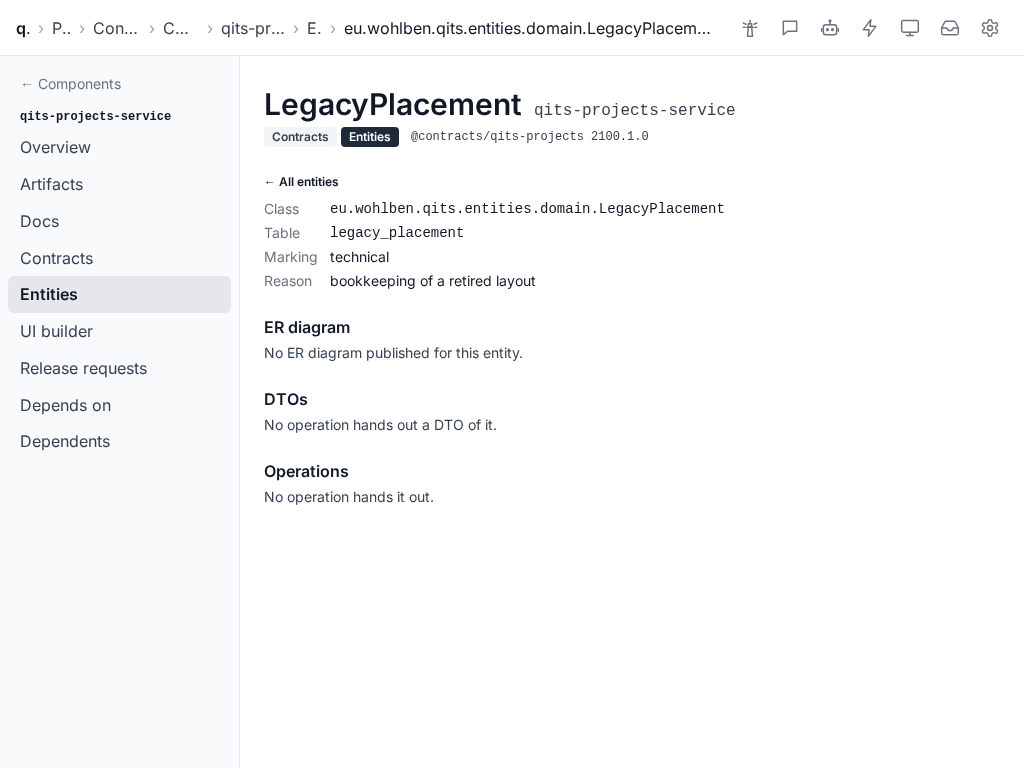 q. › P.. › Con... › C... › qits-pr... › E. › eu.wohlben.qits.entities.domain.LegacyPlacem...
← Components
qits-projects-service
Overview
Artifacts
Docs
Contracts
Entities
UI builder
Release requests
Depends on
Dependents
LegacyPlacement qits-projects-service
Contracts Entities @contracts/qits-projects 2100.1.0
← All entities
Class eu.wohlben.qits.entities.domain.LegacyPlacement
Table legacy_placement
Marking technical
Reason bookkeeping of a retired layout
ER diagram
No ER diagram published for this entity.
DTOs
No operation hands out a DTO of it.
Operations
No operation hands it out.